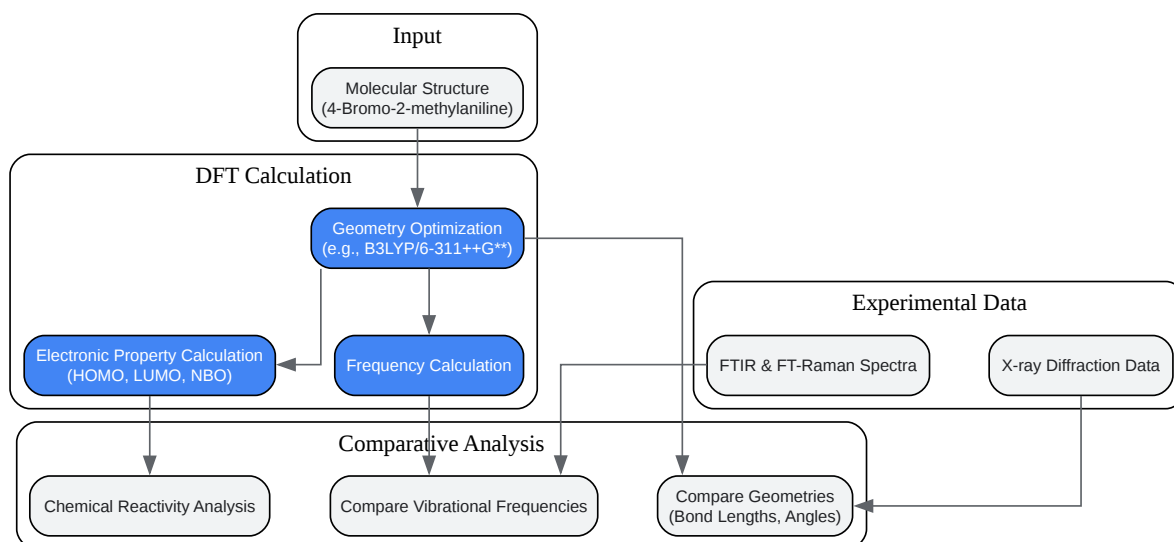 Input
Molecular Structure
(4-Bromo-2-methylaniline)
DFT Calculation
Geometry Optimization
(e.g., B3LYP/6-311++G**)
Experimental Data
Electronic Property Calculation
(HOMO, LUMO, NBO)
Frequency Calculation
FTIR & FT-Raman Spectra
X-ray Diffraction Data
Comparative Analysis
Chemical Reactivity Analysis
Compare Vibrational Frequencies
Compare Geometries
(Bond Lengths, Angles)